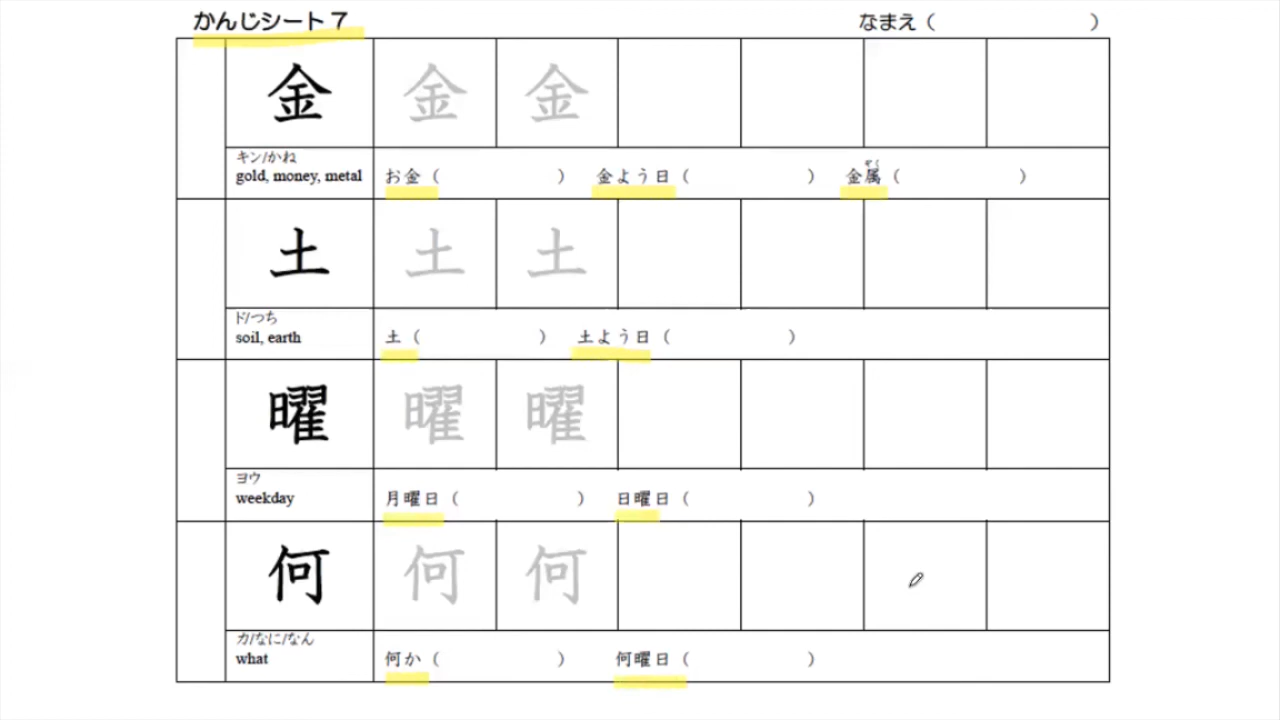 かんじシート7 なまえ( )
金 金 金
キン/かね
gold, money, metal
お金( ) 金よう日( ) 金属( )
ぞく
土 土 土
ド/つち
soil, earth
土( ) 土よう日( )
曜 曜 曜
ヨウ
weekday
月曜日( ) 日曜日( )
何 何 何
カ/なに/なん
what
何か( ) 何曜日( )